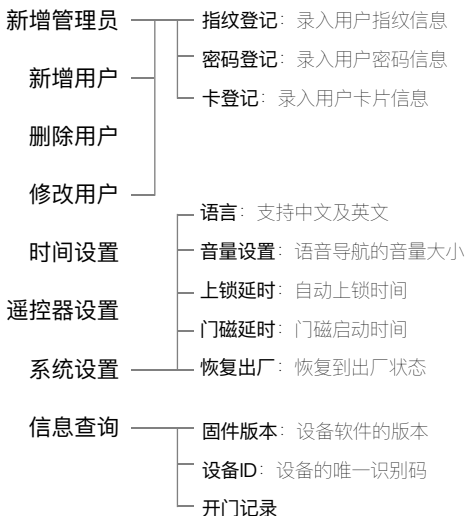 新增管理员
指纹登记：录入用户指纹信息
密码登记：录入用户密码信息
卡登记：录入用户卡片信息
新增用户
删除用户
修改用户
时间设置
遥控器设置
系统设置
语言：支持中文及英文
音量设置：语音导航的音量大小
上锁延时：自动上锁时间
门磁延时：门磁启动时间
恢复出厂：恢复到出厂状态
信息查询
固件版本：设备软件的版本
设备ID：设备的唯一识别码
开门记录